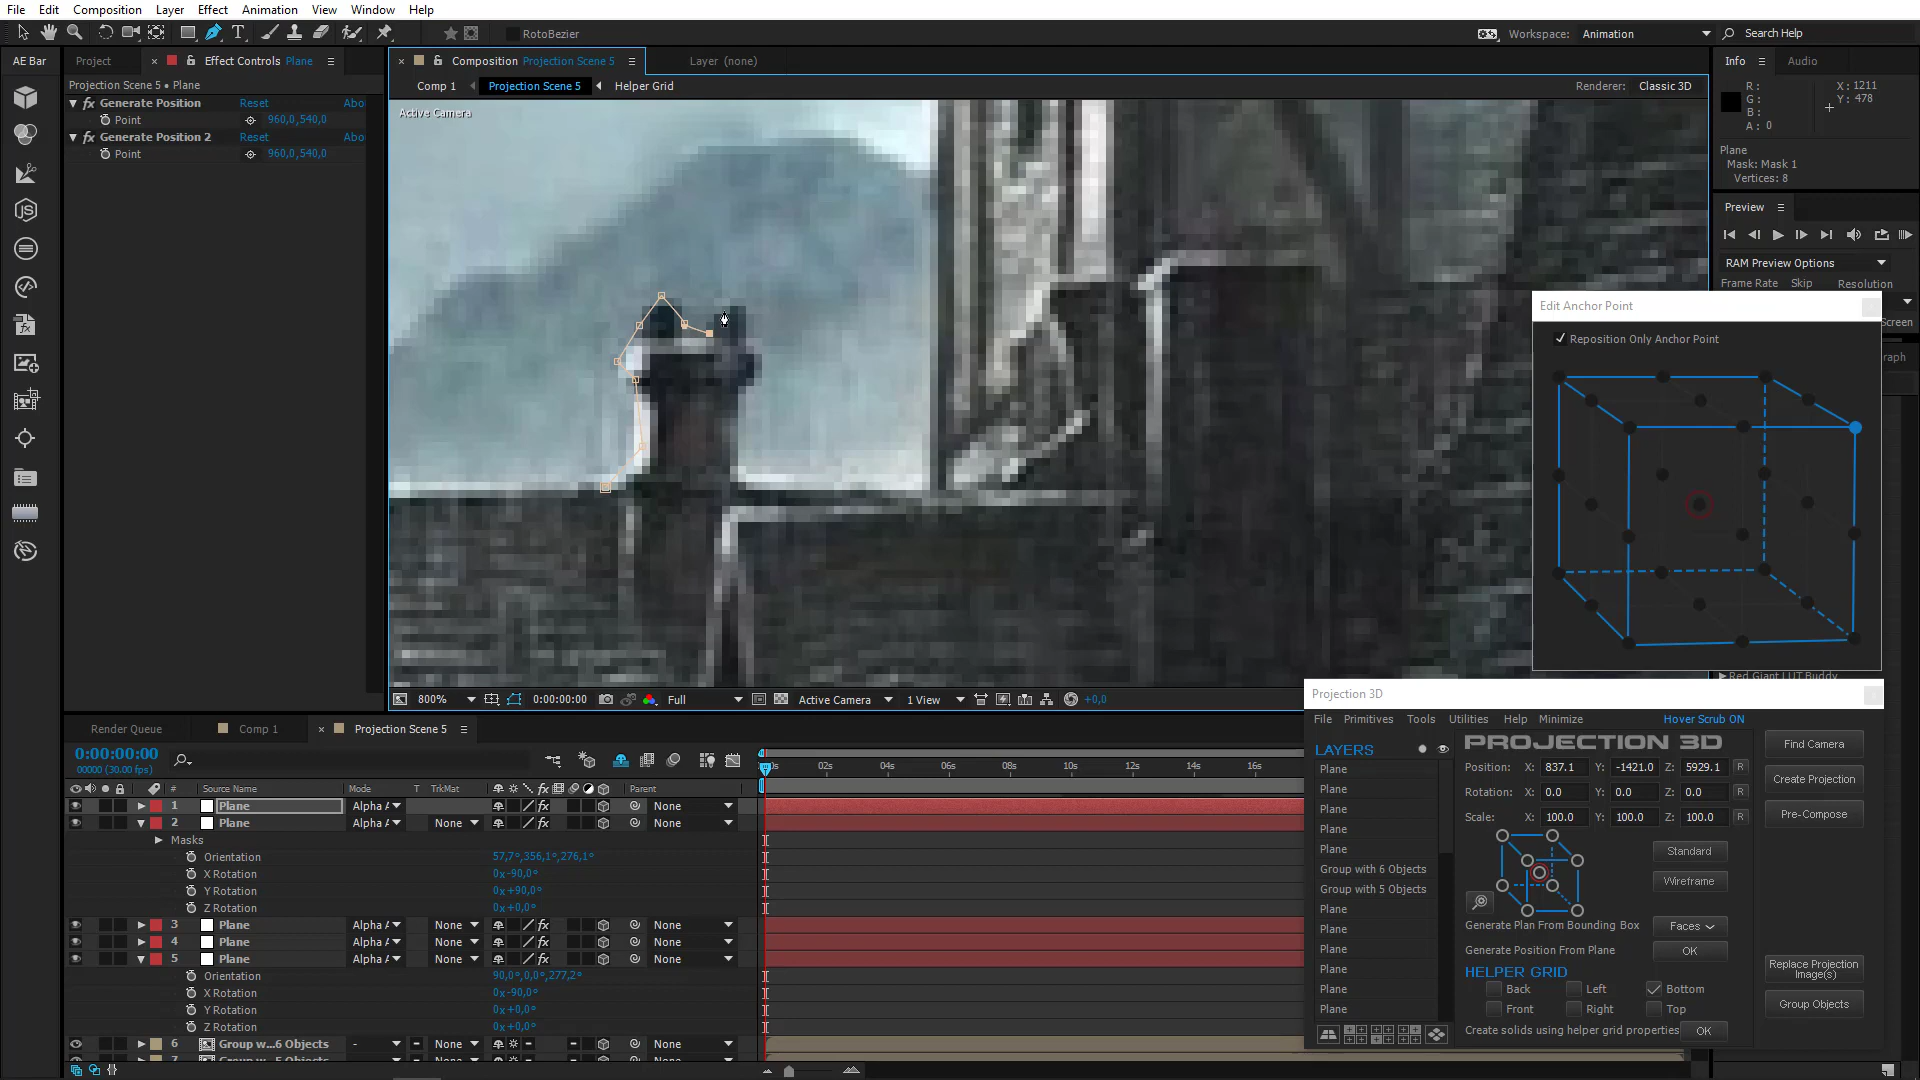 File Edit Composition Layer Effect Animation View Window Help
RotoBezier
Workspace: Animation
Search Help
AE Bar
Project
Effect Controls Plane
Projection Scene 5 • Plane
Generate Position Reset Abo
Point 960,0,540,0
Generate Position 2 Reset Abo
Point 960,0,540,0
Composition Projection Scene 5
Layer (none)
Comp 1 Projection Scene 5 Helper Grid
Renderer: Classic 3D
Active Camera
800% 0:00:00:00 Full Active Camera 1 View +0,0
Info Audio
R: X: 1211
G: Y: 478
B:
A: 0
Plane
Mask: Mask 1
Vertices: 8
Preview
RAM Preview Options
Frame Rate Skip Resolution
Screen
raph
Edit Anchor Point
Reposition Only Anchor Point
Red Giant LUT Buddy
Projection 3D
File Primitives Tools Utilities Help Minimize Hover Scrub ON
LAYERS
Plane
Plane
Plane
Plane
Plane
Group with 6 Objects
Group with 5 Objects
Plane
Plane
Plane
Plane
Plane
Plane
PROJECTION 3D
Position: X: 837.1 Y: -1421.0 Z: 5929.1 R
Rotation: X: 0.0 Y: 0.0 Z: 0.0 R
Scale: X: 100.0 Y: 100.0 Z: 100.0 R
Standard
Wireframe
Generate Plan From Bounding Box Faces
Generate Position From Plane OK
HELPER GRID
Back Left Bottom
Front Right Top
Create solids using helper grid properties OK
Find Camera
Create Projection
Pre-Compose
Replace Projection
Image(s)
Group Objects
Render Queue Comp 1 Projection Scene 5
0:00:00:00
00000 (30.00 fps)
02s 04s 06s 08s 10s 12s 14s 16s
# Source Name Mode T TrkMat Parent
1 Plane Alpha A None
2 Plane Alpha A None None
Masks
Orientation 57,7°,356,1°,276,1°
X Rotation 0x-90,0°
Y Rotation 0x+90,0°
Z Rotation 0x+0,0°
3 Plane Alpha A None None
4 Plane Alpha A None None
5 Plane Alpha A None None
Orientation 90,0°,0,0°,277,2°
X Rotation 0x-90,0°
Y Rotation 0x+0,0°
Z Rotation 0x+0,0°
6 Group w...6 Objects - None None